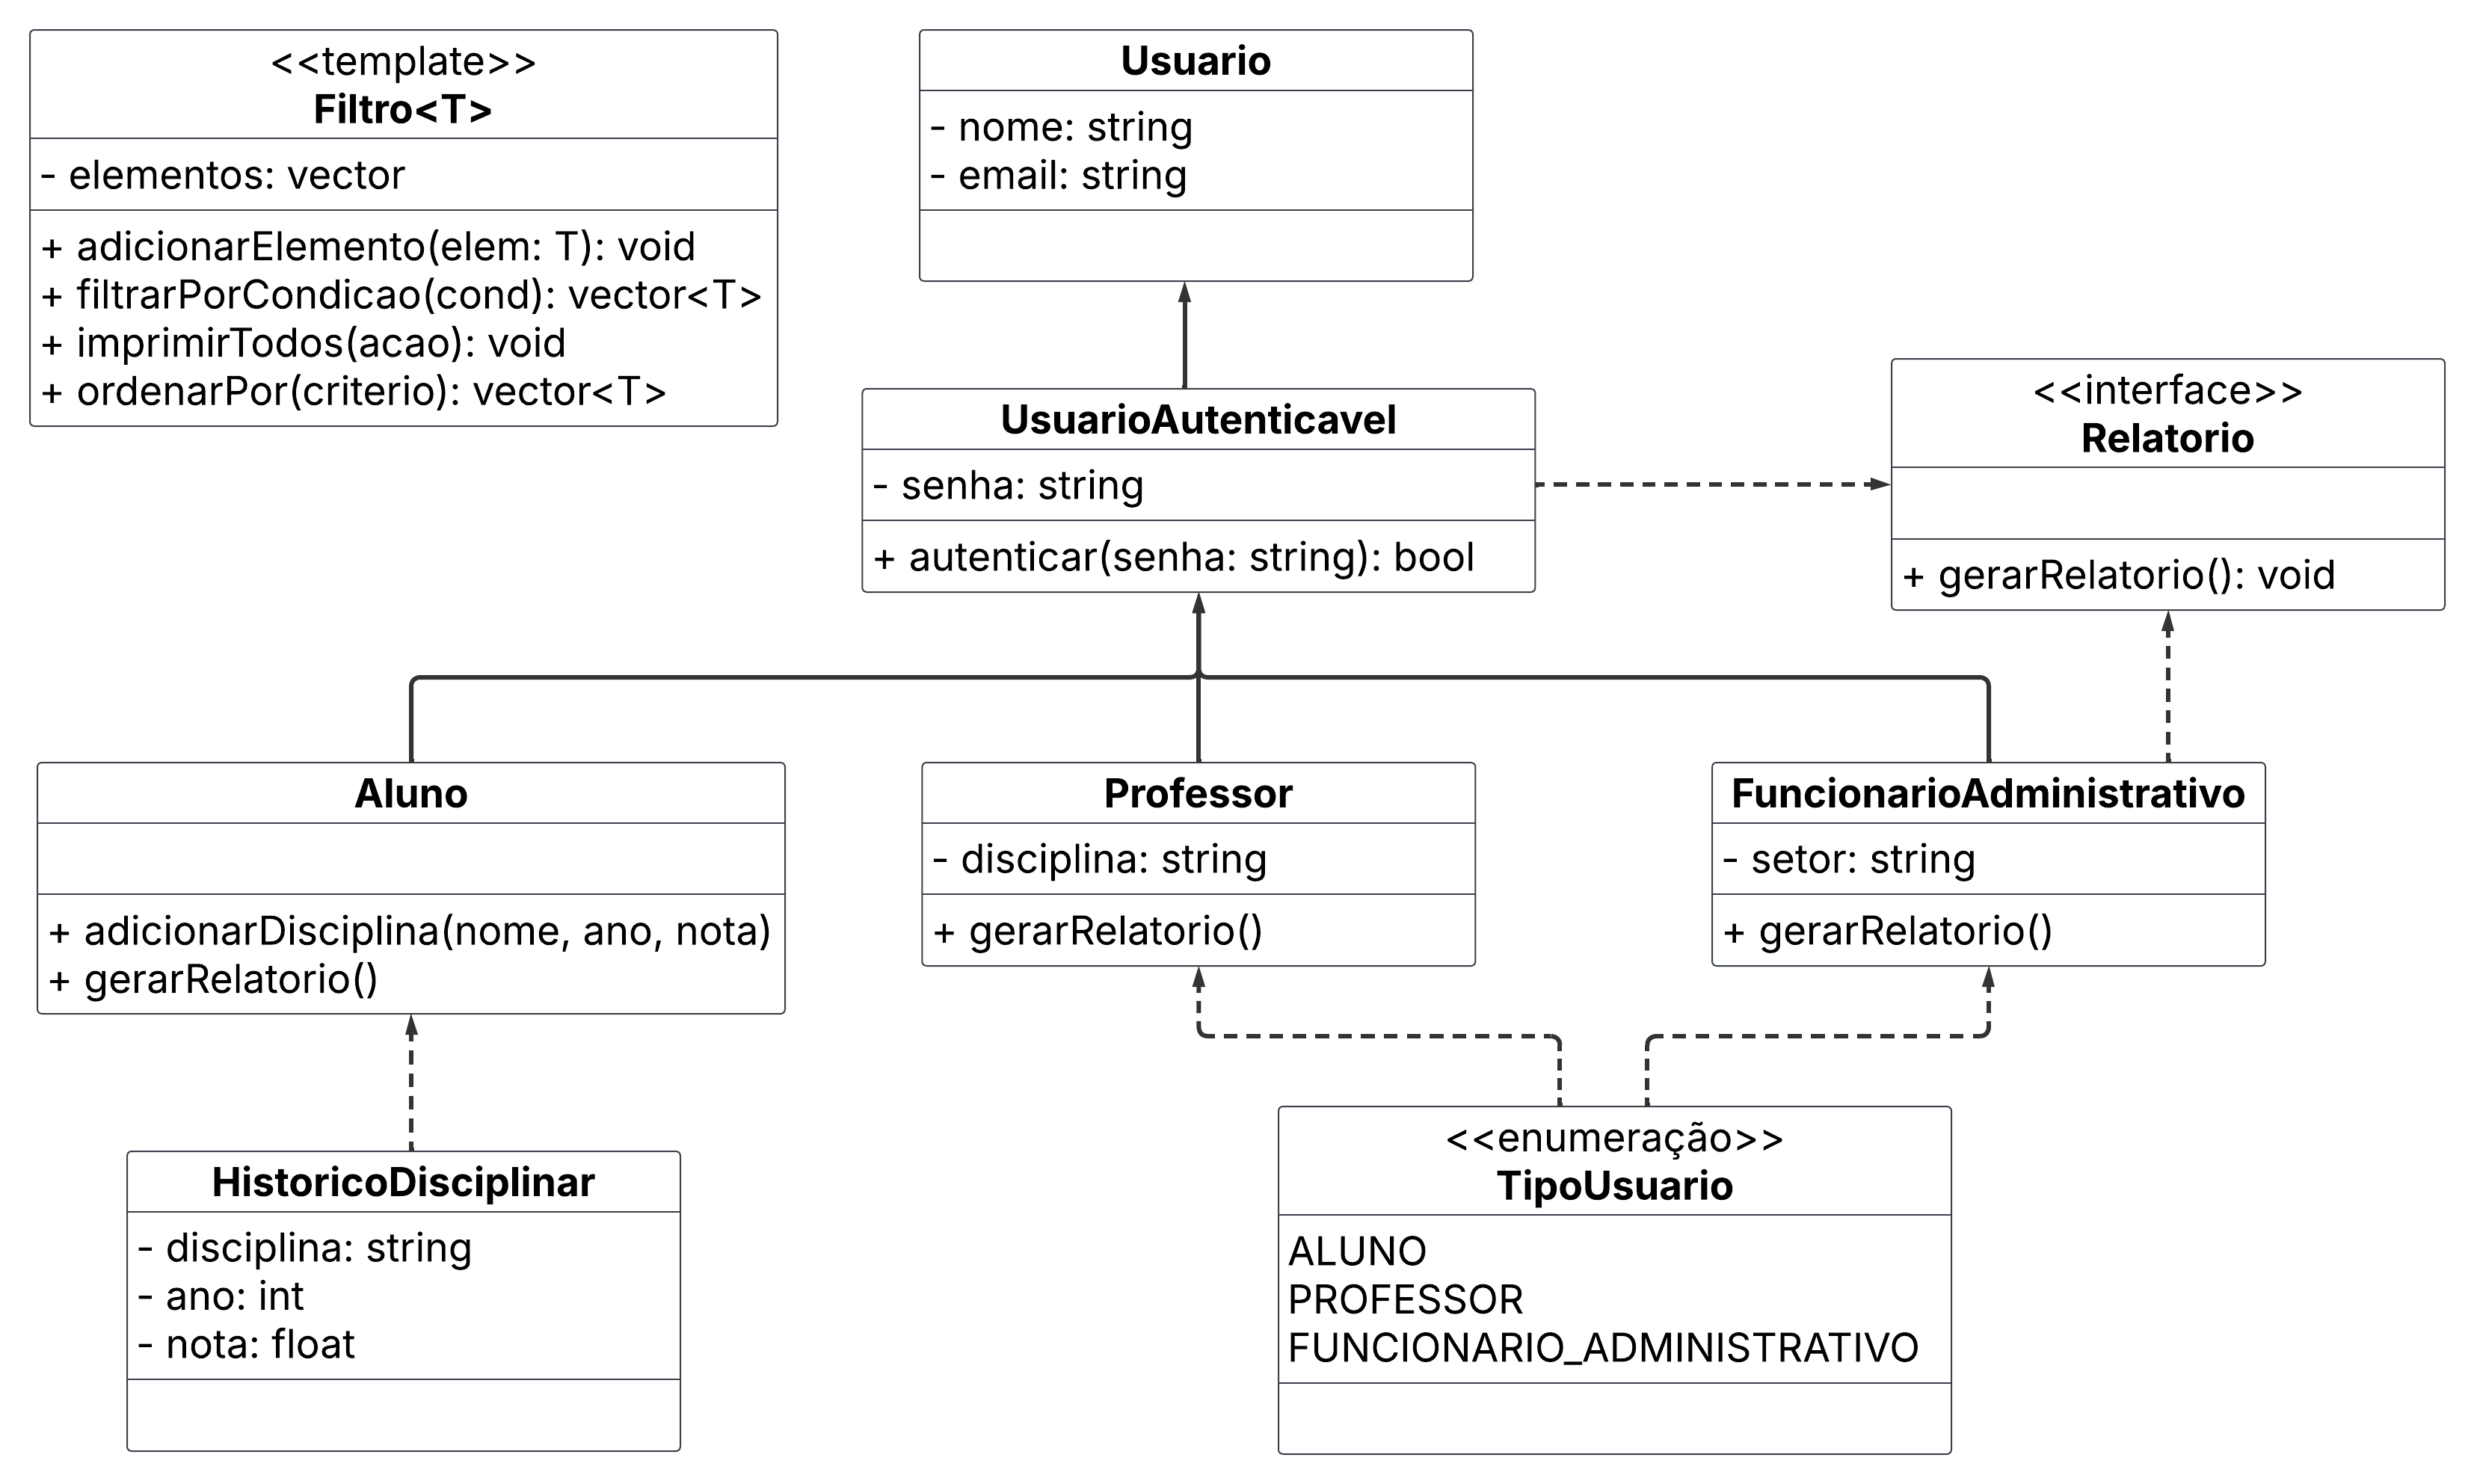 <<template>>
Filtro<T>
- elementos: vector
+ adicionarElemento(elem: T): void
+ filtrarPorCondicao(cond): vector<T>
+ imprimirTodos(acao): void
+ ordenarPor(criterio): vector<T>
Usuario
- nome: string
- email: string
UsuarioAutenticavel
- senha: string
+ autenticar(senha: string): bool
<<interface>>
Relatorio
+ gerarRelatorio(): void
Aluno
+ adicionarDisciplina(nome, ano, nota)
+ gerarRelatorio()
Professor
- disciplina: string
+ gerarRelatorio()
FuncionarioAdministrativo
- setor: string
+ gerarRelatorio()
HistoricoDisciplinar
- disciplina: string
- ano: int
- nota: float
<<enumeração>>
TipoUsuario
ALUNO
PROFESSOR
FUNCIONARIO_ADMINISTRATIVO